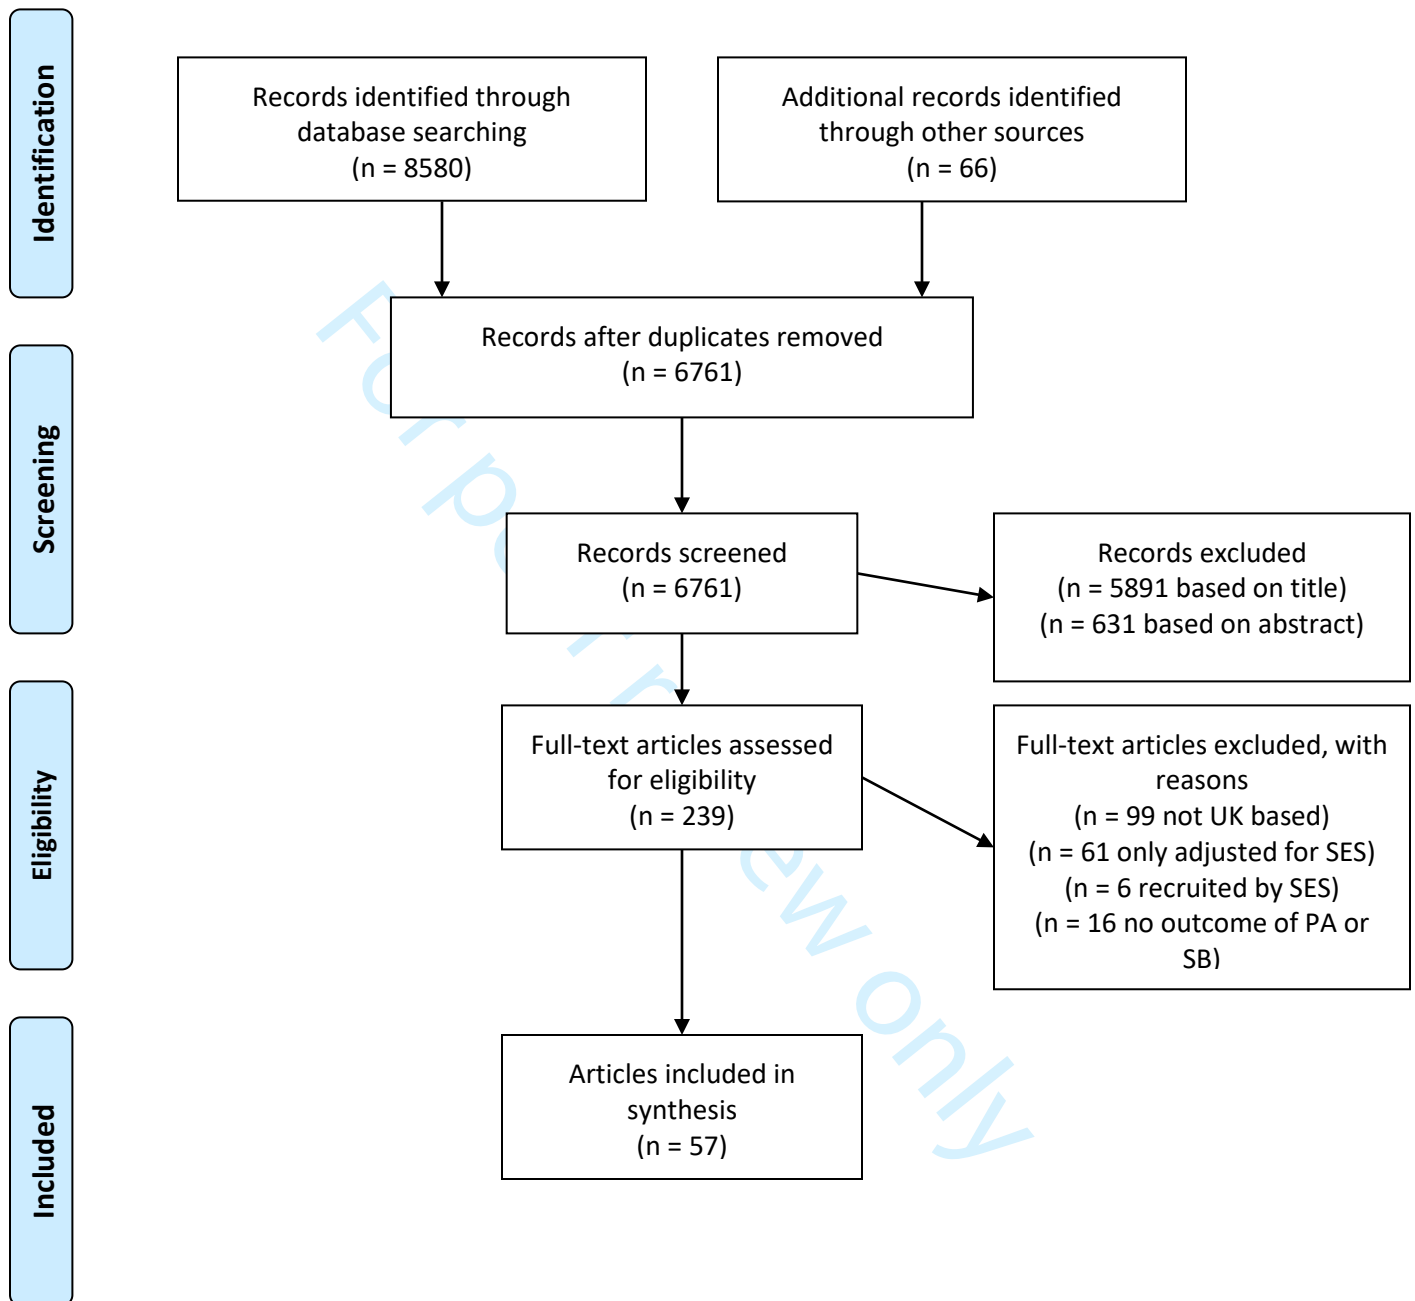 Identification
Records identified through
database searching
(n = 8580)
Additional records identified
through other sources
(n = 66)
Records after duplicates removed
(n = 6761)
Screening
Records screened
(n = 6761)
Records excluded
(n = 5891 based on title)
(n = 631 based on abstract)
Eligibility
Full-text articles assessed
for eligibility
(n = 239)
Full-text articles excluded, with
reasons
(n = 99 not UK based)
(n = 61 only adjusted for SES)
(n = 6 recruited by SES)
(n = 16 no outcome of PA or
SB)
Included
Articles included in
synthesis
(n = 57)
For peer review only